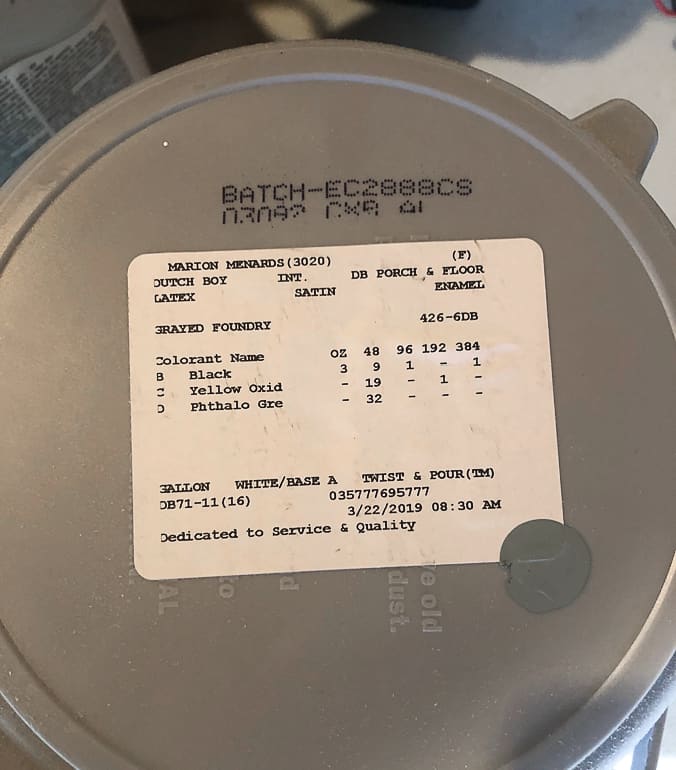 BATCH-EC2888CS
MARION MENARDS(3020) (F)
DUTCH BOY INT. DB PORCH & FLOOR
LATEX SATIN ENAMEL
GRAYED FOUNDRY 426-6DB
Colorant Name OZ 48 96 192 384
B Black 3 9 1 - 1
C Yellow Oxid - 19 - 1 -
D Phthalo Gre - 32 - - -
GALLON WHITE/BASE A TWIST & POUR(TM)
DB71-11(16) 035777695777
3/22/2019 08:30 AM
Dedicated to Service & Quality
ve old
dust.